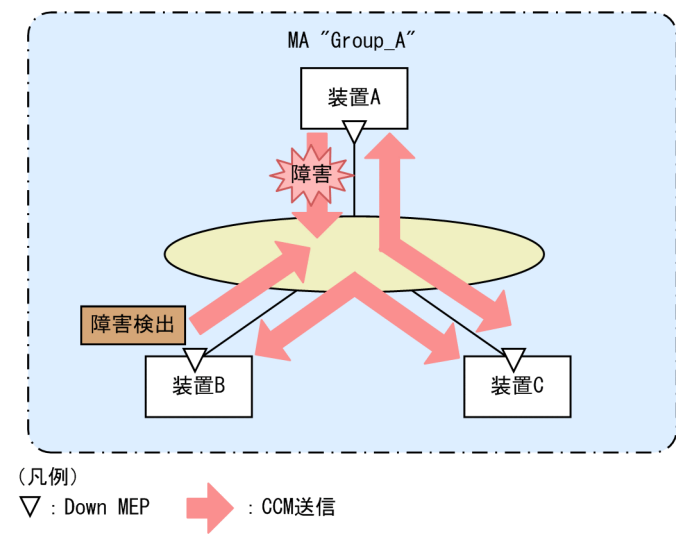 MA "Group_A"
装置A
障害
障害検出
装置B
装置C
(凡例)
:Down MEP
:CCM送信